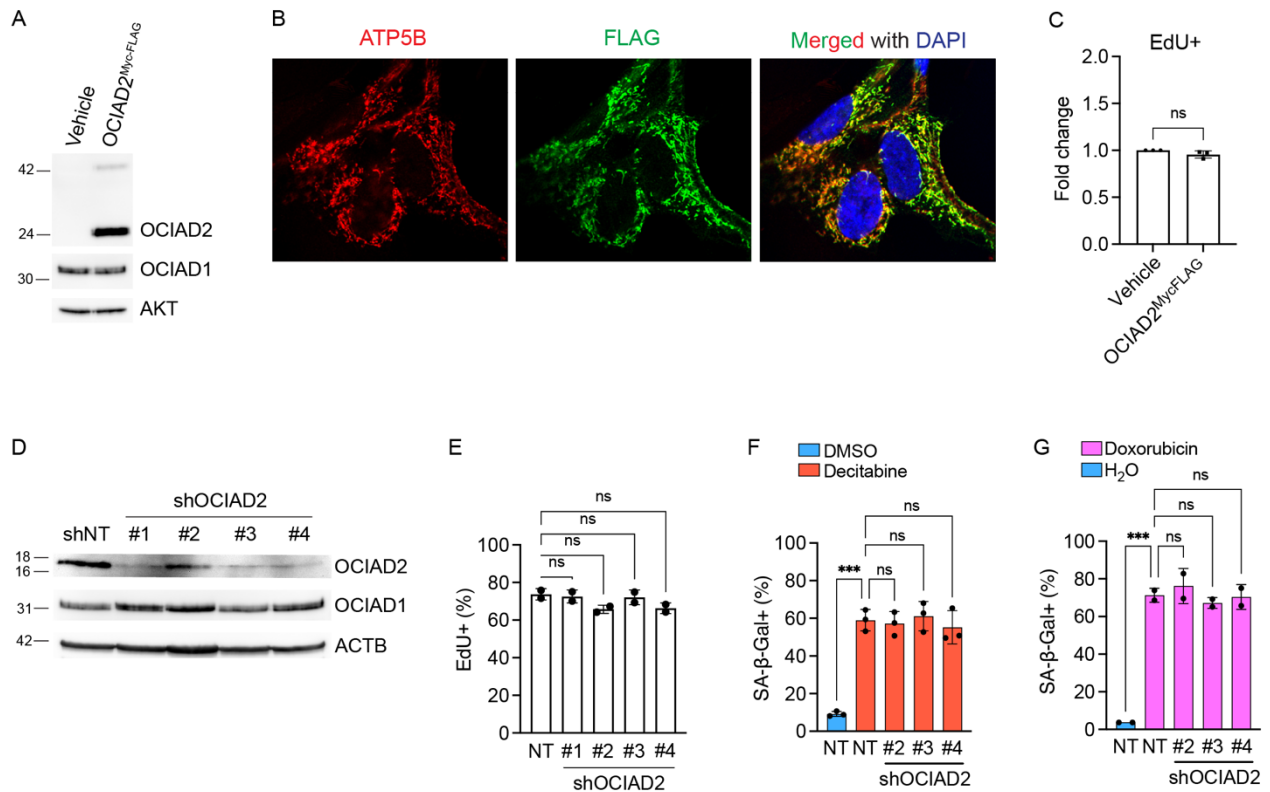 A
Vehicle
OCIAD2Myc-FLAG
42
24
30
OCIAD2
OCIAD1
AKT
B
ATP5B
FLAG
Merged with DAPI
C
EdU+
ns
Fold change
1.5
1.0
0.5
0.0
Vehicle
OCIAD2MycFLAG
D
shOCIAD2
shNT #1 #2 #3 #4
18
16
31
42
OCIAD2
OCIAD1
ACTB
E
ns
ns
ns
ns
EdU+ (%)
100
80
60
40
20
0
NT #1 #2 #3 #4
shOCIAD2
F
DMSO
Decitabine
ns
ns
*** ns
SA-β-Gal+ (%)
100
80
60
40
20
0
NT NT #2 #3 #4
shOCIAD2
G
Doxorubicin
H2O
ns
ns
*** ns
SA-β-Gal+ (%)
100
80
60
40
20
0
NT NT #2 #3 #4
shOCIAD2